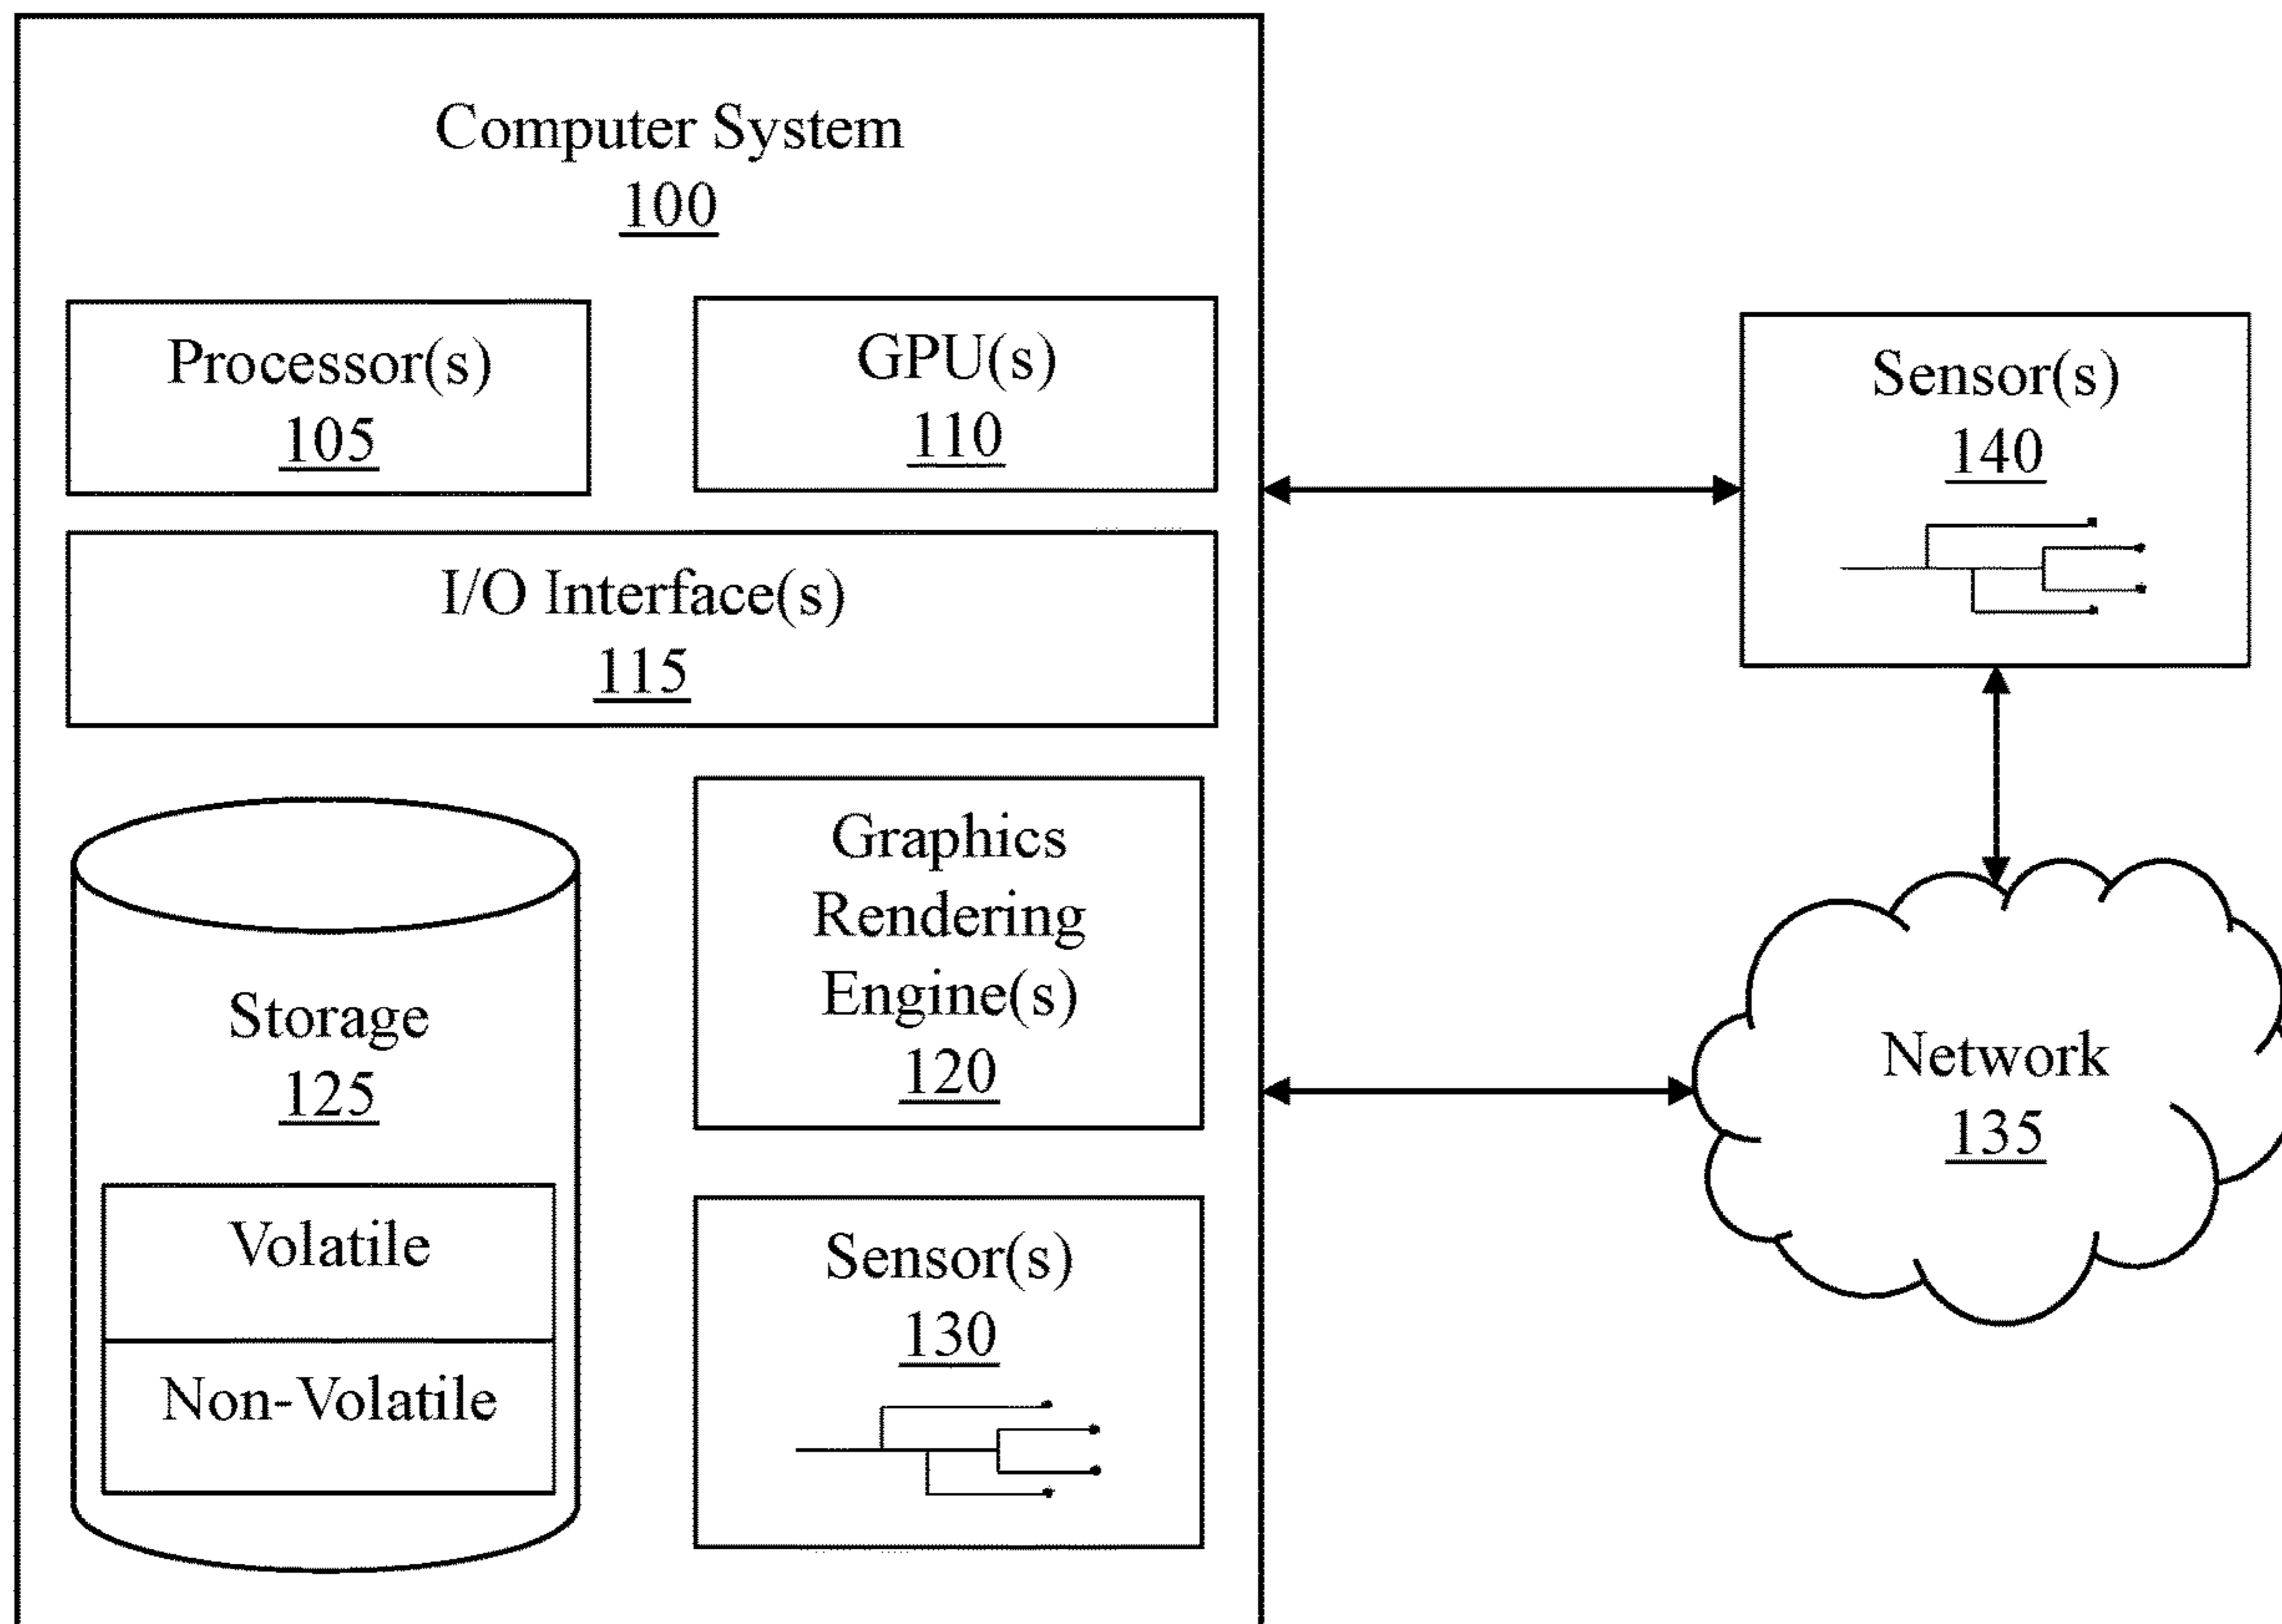 Computer System
100
Processor(s)
105
GPU(s)
110
I/O Interface(s)
115
Graphics
Rendering
Engine(s)
120
Storage
125
Volatile
Non-Volatile
Sensor(s)
130
Sensor(s)
140
Network
135